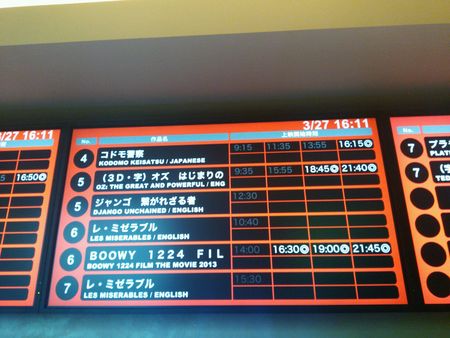 3/27 16:11
16:50◎
3/27 16:11
No. 作品名 上映開始時間
4 コドモ警察 9:15 11:35 13:55 16:15◎
KODOMO KEISATSU / JAPANESE
5 (3D・字) オズ はじまりの 9:35 15:55 18:45◎ 21:40◎
OZ: THE GREAT AND POWERFUL / ENG
5 ジャンゴ 繋がれざる者 12:30
DJANGO UNCHAINED / ENGLISH
6 レ・ミゼラブル 10:40
LES MISERABLES / ENGLISH
6 BOOWY 1224 FIL 14:00 16:30◎ 19:00◎ 21:45◎
BOOWY 1224 FILM THE MOVIE 2013
7 レ・ミゼラブル 15:30
LES MISERABLES / ENGLISH
No.
7 プラ
PLATI
7
TED